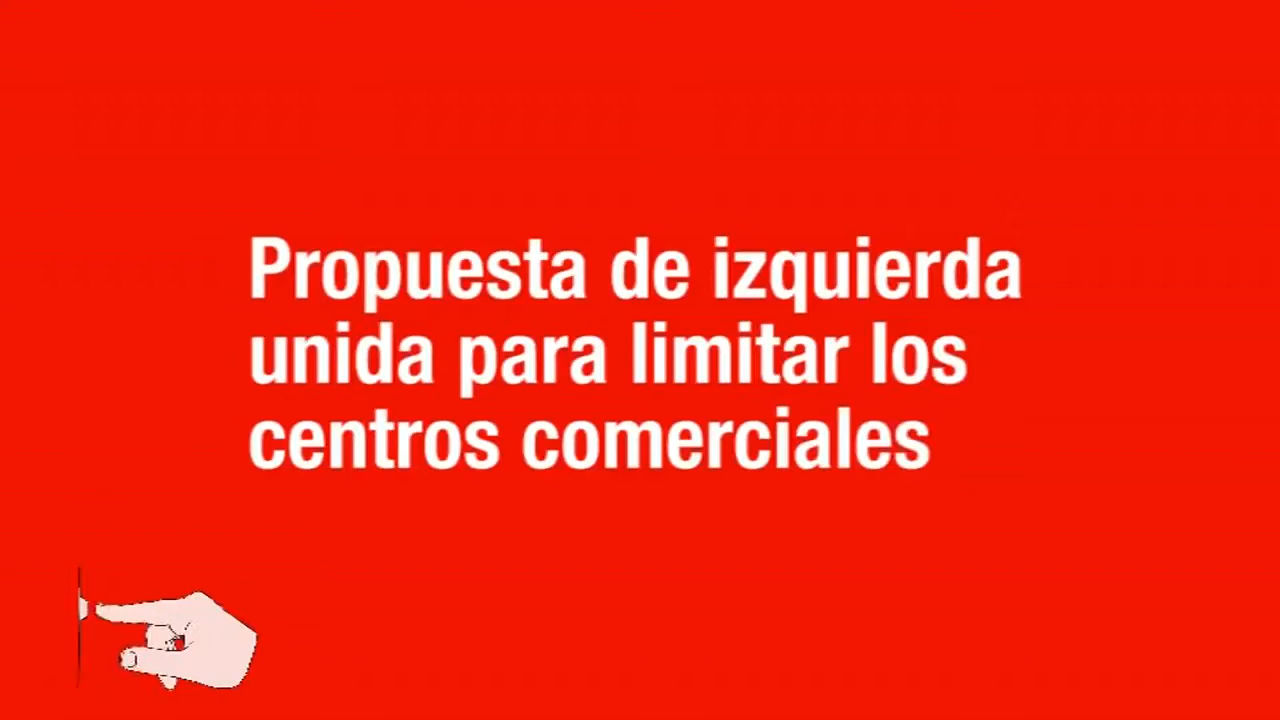 Propuesta de izquierda
unida para limitar los
centros comerciales